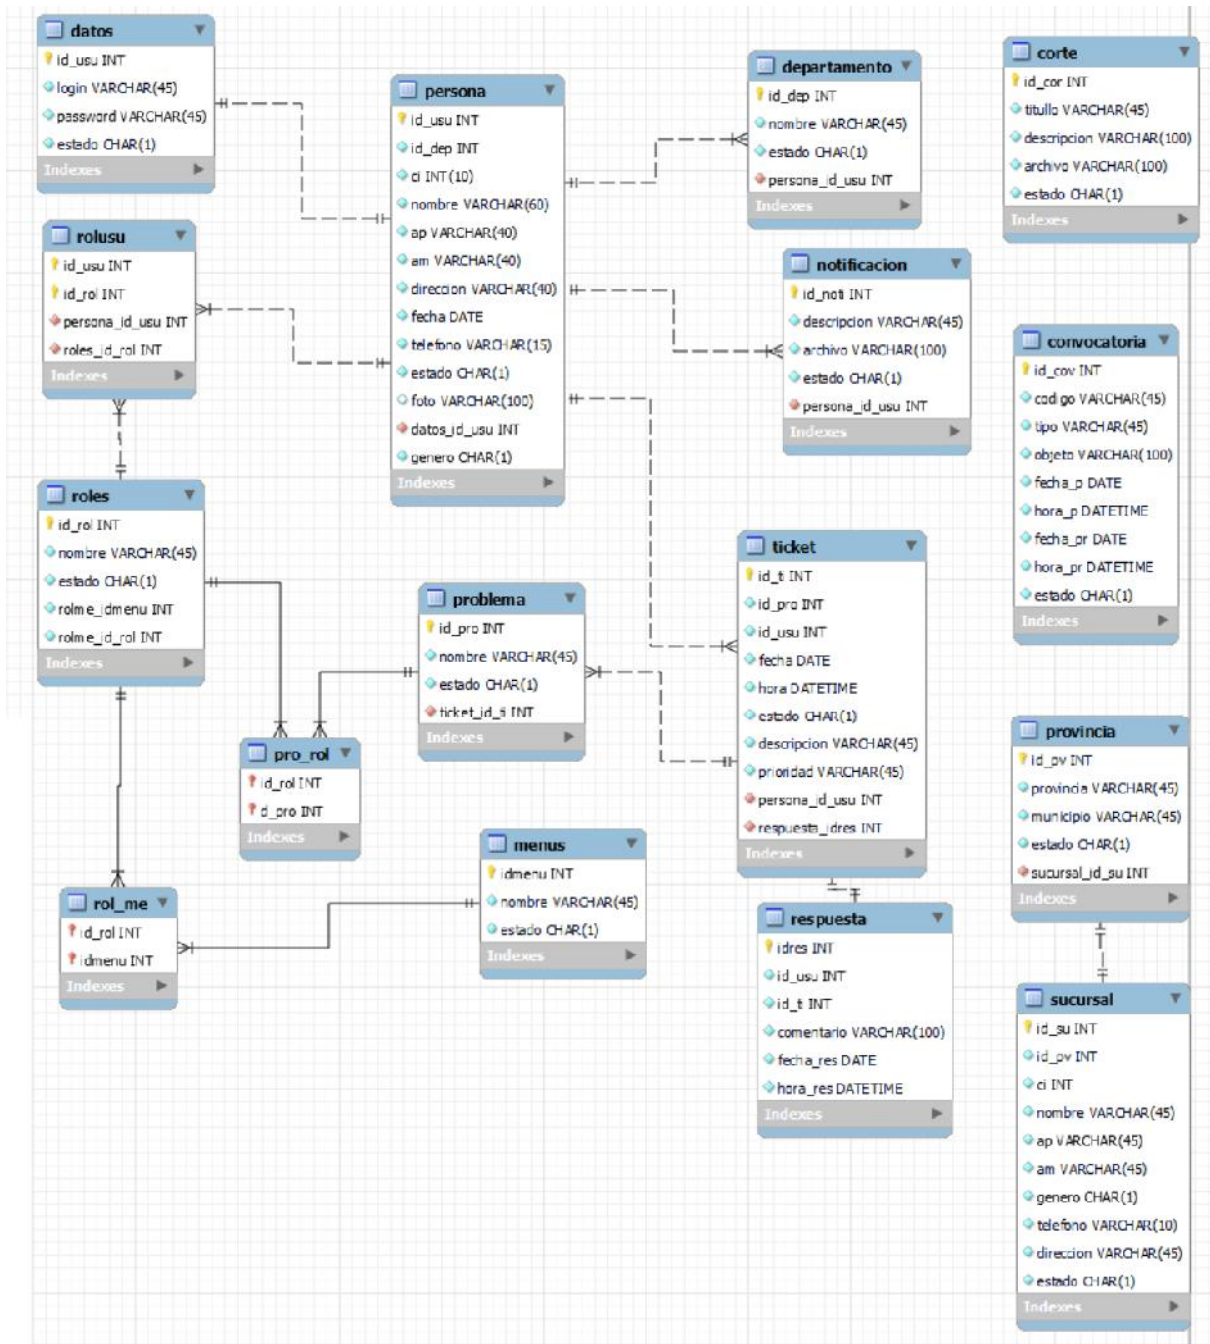 datos
id_usu INT
login VARCHAR(45)
password VARCHAR(45)
estado CHAR(1)
Indexes
rolusu
id_usu INT
id_rol INT
persona_id_usu INT
roles_id_rol INT
Indexes
roles
id_rol INT
nombre VARCHAR(45)
estado CHAR(1)
rolme_idmenu INT
rolme_id_rol INT
Indexes
rol_me
id_rol INT
idmenu INT
Indexes
persona
id_usu INT
id_dep INT
ci INT(10)
nombre VARCHAR(60)
ap VARCHAR(40)
am VARCHAR(40)
direccion VARCHAR(40)
fecha DATE
telefono VARCHAR(15)
estado CHAR(1)
foto VARCHAR(100)
datos_id_usu INT
genero CHAR(1)
Indexes
problema
id_pro INT
nombre VARCHAR(45)
estado CHAR(1)
ticket_id_ti INT
Indexes
pro_rol
id_rol INT
d_pro INT
Indexes
menus
idmenu INT
nombre VARCHAR(45)
estado CHAR(1)
Indexes
departamento
id_dep INT
nombre VARCHAR(45)
estado CHAR(1)
persona_id_usu INT
Indexes
notificacion
id_noti INT
descripcion VARCHAR(45)
archivo VARCHAR(100)
estado CHAR(1)
persona_id_usu INT
Indexes
ticket
id_ti INT
id_pro INT
id_usu INT
fecha DATE
hora DATETIME
estado CHAR(1)
descripcion VARCHAR(45)
prioridad VARCHAR(45)
persona_id_usu INT
respuesta_idres INT
Indexes
respuesta
idres INT
id_usu INT
id_ti INT
comentario VARCHAR(100)
fecha_res DATE
hora_res DATETIME
Indexes
corte
id_cor INT
titullo VARCHAR(45)
descripcion VARCHAR(100)
archivo VARCHAR(100)
estado CHAR(1)
Indexes
convocatoria
id_cov INT
codigo VARCHAR(45)
tipo VARCHAR(45)
objeto VARCHAR(100)
fecha_p DATE
hora_p DATETIME
fecha_pr DATE
hora_pr DATETIME
estado CHAR(1)
Indexes
provincia
id_pv INT
provincia VARCHAR(45)
municipio VARCHAR(45)
estado CHAR(1)
sucursal_id_su INT
Indexes
sucursal
id_su INT
id_pv INT
ci INT
nombre VARCHAR(45)
ap VARCHAR(45)
am VARCHAR(45)
genero CHAR(1)
telefono VARCHAR(10)
direccion VARCHAR(45)
estado CHAR(1)
Indexes